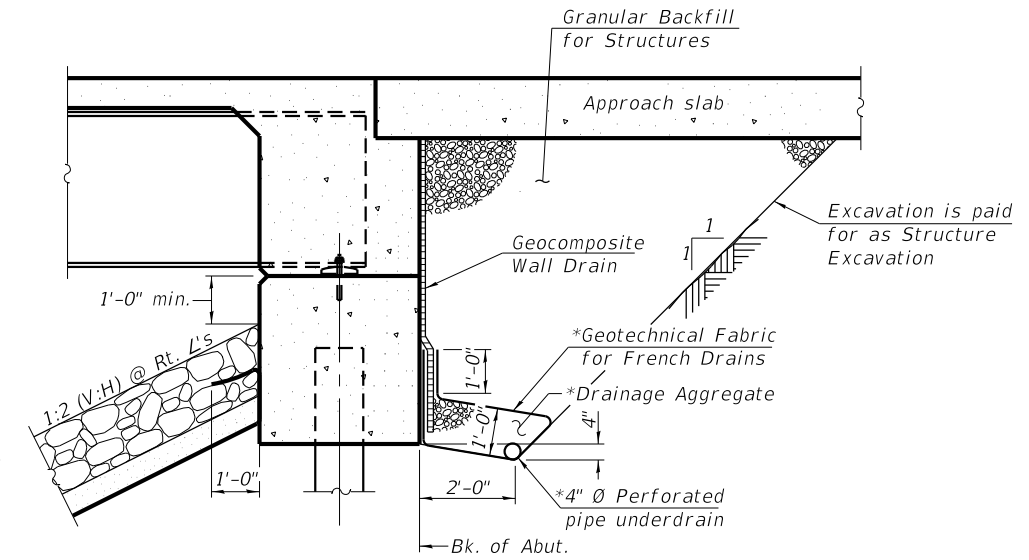 Granular Backfill
for Structures
Approach slab
1
1
Excavation is paid
for as Structure
Excavation
Geocomposite
Wall Drain
1'-0" min.
*Geotechnical Fabric
for French Drains
1:2 (V:H) @ Rt. ∠'s
1'-0"
*Drainage Aggregate
1'-0"
4"
1'-0"
2'-0"
*4" Ø Perforated
pipe underdrain
Bk. of Abut.